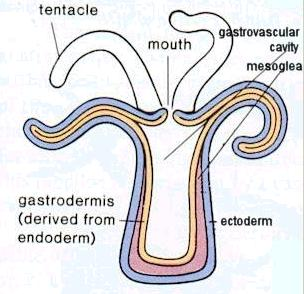 tentacle
mouth
gastrovascular
cavity
mesoglea
gastrodermis
(derived from
endoderm)
ectoderm